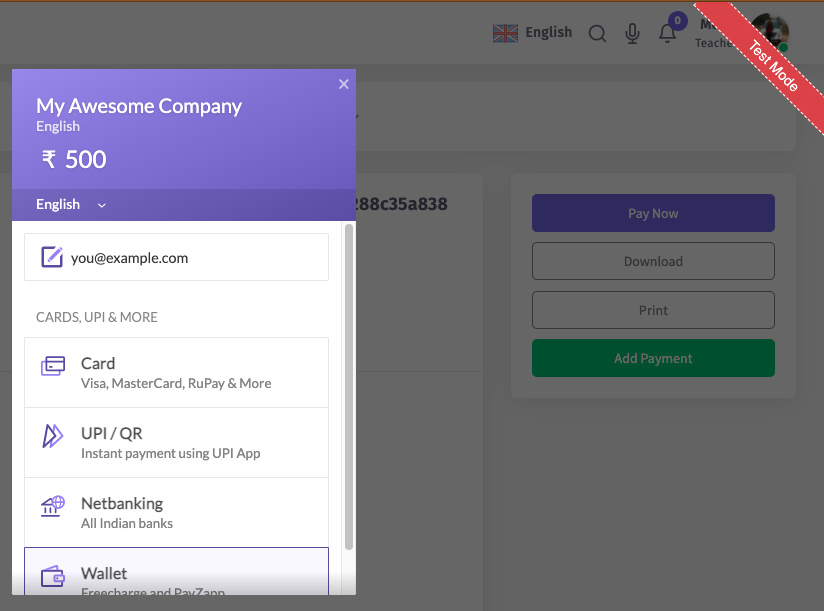 English
0
Teache
Test Mode
My Awesome Company
English
₹ 500
English
288c35a838
you@example.com
CARDS, UPI & MORE
Card
Visa, MasterCard, RuPay & More
UPI / QR
Instant payment using UPI App
Netbanking
All Indian banks
Wallet
Freecharge and PayZapp
Pay Now
Download
Print
Add Payment